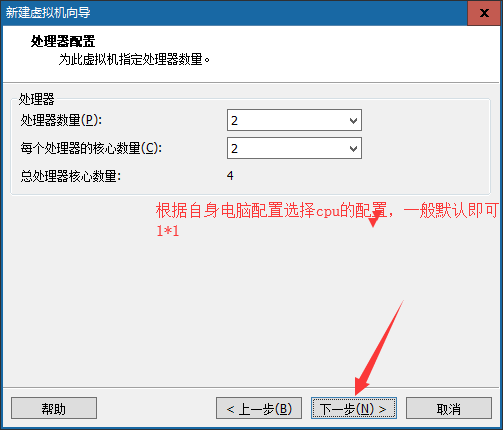 新建虚拟机向导
x
处理器配置
为此虚拟机指定处理器数量。
处理器
处理器数量(P): 2
每个处理器的核心数量(C): 2
总处理器核心数量: 4
根据自身电脑配置选择cpu的配置，一般默认即可
1*1
帮助 < 上一步(B) 下一步(N) > 取消